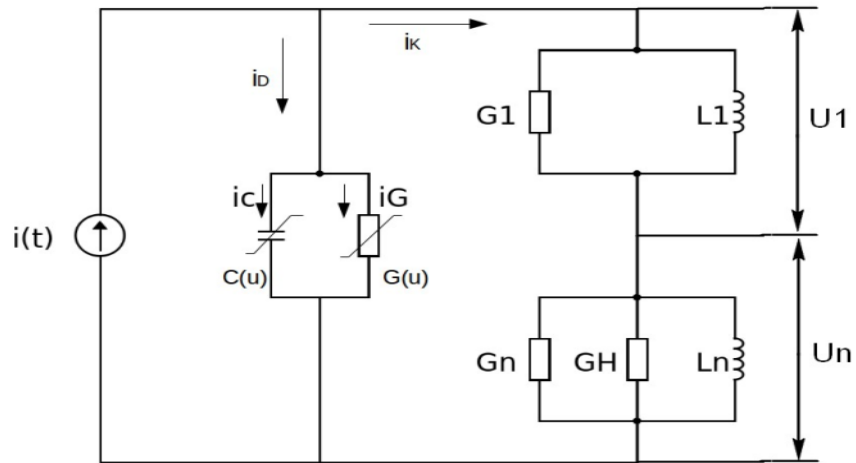 iK
iD
G1
L1
U1
ic
iG
i(t)
C(u)
G(u)
Gn
GH
Ln
Un